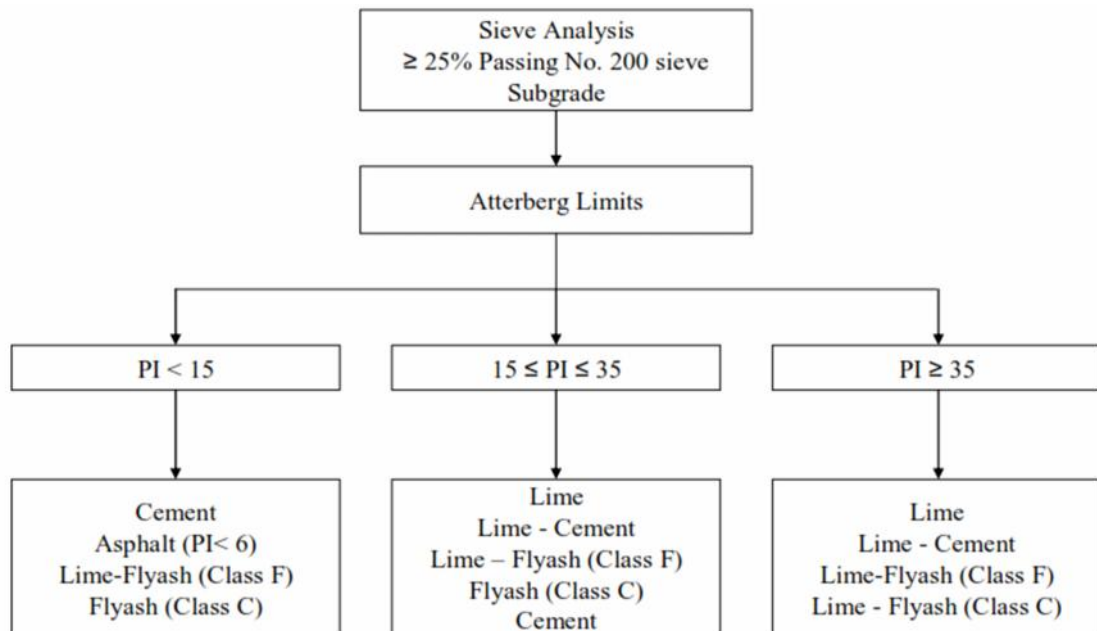 Sieve Analysis
≥ 25% Passing No. 200 sieve
Subgrade
Atterberg Limits
PI < 15
15 ≤ PI ≤ 35
PI ≥ 35
Cement
Asphalt (PI< 6)
Lime-Flyash (Class F)
Flyash (Class C)
Lime
Lime - Cement
Lime – Flyash (Class F)
Flyash (Class C)
Cement
Lime
Lime - Cement
Lime-Flyash (Class F)
Lime - Flyash (Class C)